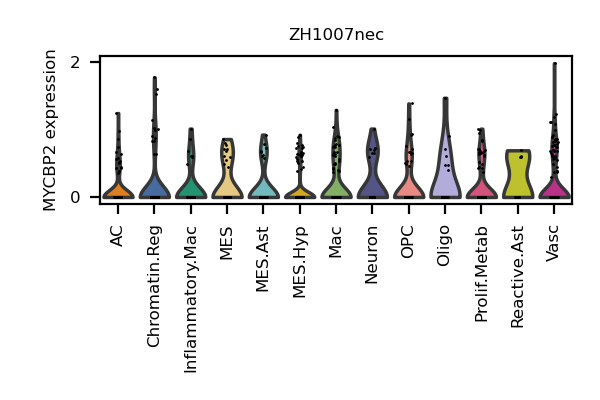 ZH1007nec
MYCBP2 expression
2
0
AC
Chromatin.Reg
Inflammatory.Mac
MES
MES.Ast
MES.Hyp
Mac
Neuron
OPC
Oligo
Prolif.Metab
Reactive.Ast
Vasc